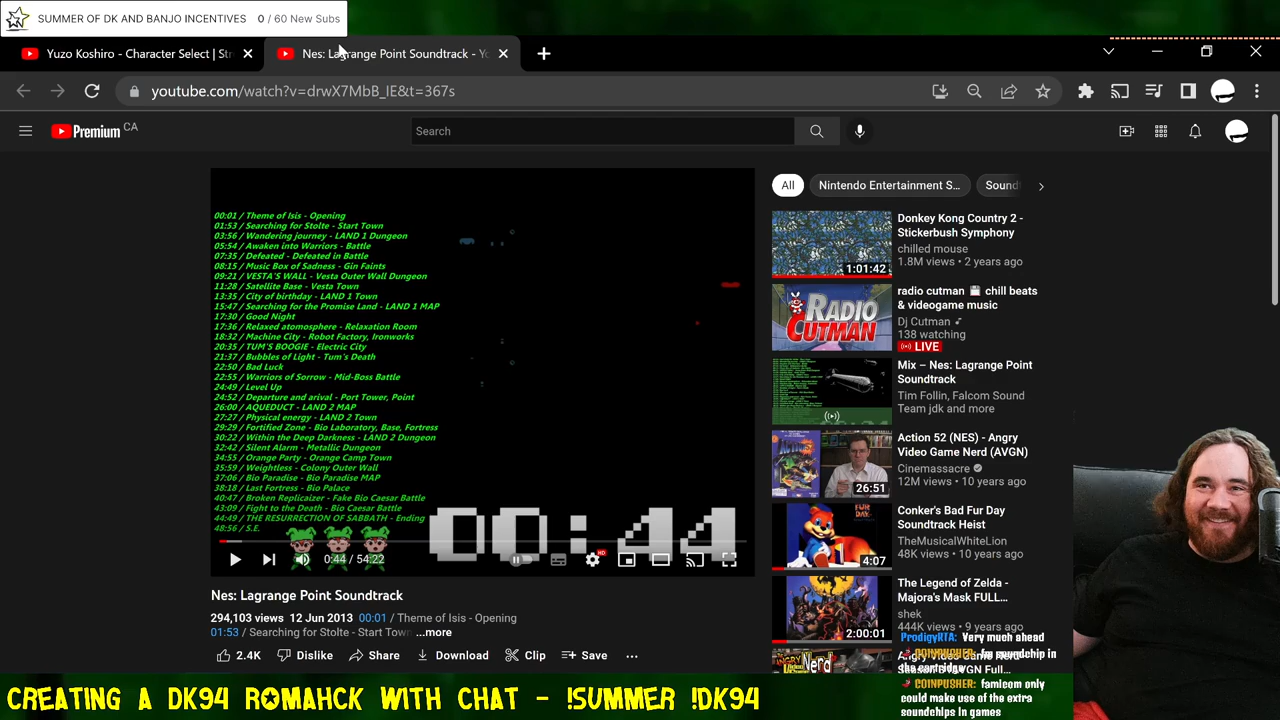 SUMMER OF DK AND BANJO INCENTIVES 0 / 60 New Subs
Yuzo Koshiro - Character Select | Str
Nes: Lagrange Point Soundtrack - Yo
youtube.com/watch?v=drwX7MbB_lE&t=367s
Premium CA
Search
00:01 / Theme of Isis - Opening
01:53 / Searching for Stolte - Start Town
03:56 / Wandering journey - LAND 1 Dungeon
05:54 / Awaken into Warriors - Battle
07:35 / Defeated - Defeated in Battle
08:15 / Music Box of Sadness - Gin Faints
09:21 / VESTA'S WALL - Vesta Outer Wall Dungeon
11:28 / Satellite Base - Vesta Town
13:35 / City of birthday - LAND 1 Town
15:47 / Searching for the Promise Land - LAND 1 MAP
17:30 / Good Night
17:36 / Relaxed atomosphere - Relaxation Room
18:32 / Machine City - Robot Factory, Ironworks
20:35 / TUM'S BOOGIE - Electric City
21:37 / Bubbles of Light - Tum's Death
22:50 / Bad Luck
22:55 / Warriors of Sorrow - Mid-Boss Battle
24:49 / Level Up
24:52 / Departure and arival - Port Tower, Point
26:00 / AQUEDUCT - LAND 2 MAP
27:27 / Physical energy - LAND 2 Town
29:29 / Fortified Zone - Bio Laboratory, Base, Fortress
30:22 / Within the Deep Darkness - LAND 2 Dungeon
32:42 / Silent Alarm - Metallic Dungeon
34:55 / Orange Party - Orange Camp Town
35:59 / Weightless - Colony Outer Wall
37:06 / Bio Paradise - Bio Paradise MAP
38:18 / Last Fortress - Bio Palace
40:47 / Broken Replicaizer - Fake Bio Caesar Battle
43:09 / Fight to the Death - Bio Caesar Battle
44:49 / THE RESURRECTION OF SABBATH - Ending
48:56 / S.E.
00:44
0:44 / 54:22
HD
Nes: Lagrange Point Soundtrack
294,103 views 12 Jun 2013 00:01 / Theme of Isis - Opening
01:53 / Searching for Stolte - Start Town ...more
2.4K Dislike Share Download Clip Save
All Nintendo Entertainment S... Sound
Donkey Kong Country 2 -
Stickerbush Symphony
chilled mouse
1.8M views • 2 years ago
1:01:42
RADIO
CUTMAN
radio cutman 💾 chill beats
& videogame music
Dj Cutman
138 watching
LIVE
Mix – Nes: Lagrange Point
Soundtrack
Tim Follin, Falcom Sound
Team jdk and more
Action 52 (NES) - Angry
Video Game Nerd (AVGN)
Cinemassacre
12M views • 10 years ago
26:51
Conker's Bad Fur Day
Soundtrack Heist
TheMusicalWhiteLion
48K views • 10 years ago
4:07
The Legend of Zelda -
Majora's Mask FULL...
shek
444K views • 9 years ago
2:00:01
ProdigyRTA: Very much ahead
COINPUSHER: fm soundchip in
the cartridge
COINPUSHER: famicom only
could make use of the extra
soundchips in games
CREATING A DK94 ROMAHCK WITH CHAT - !SUMMER !DK94